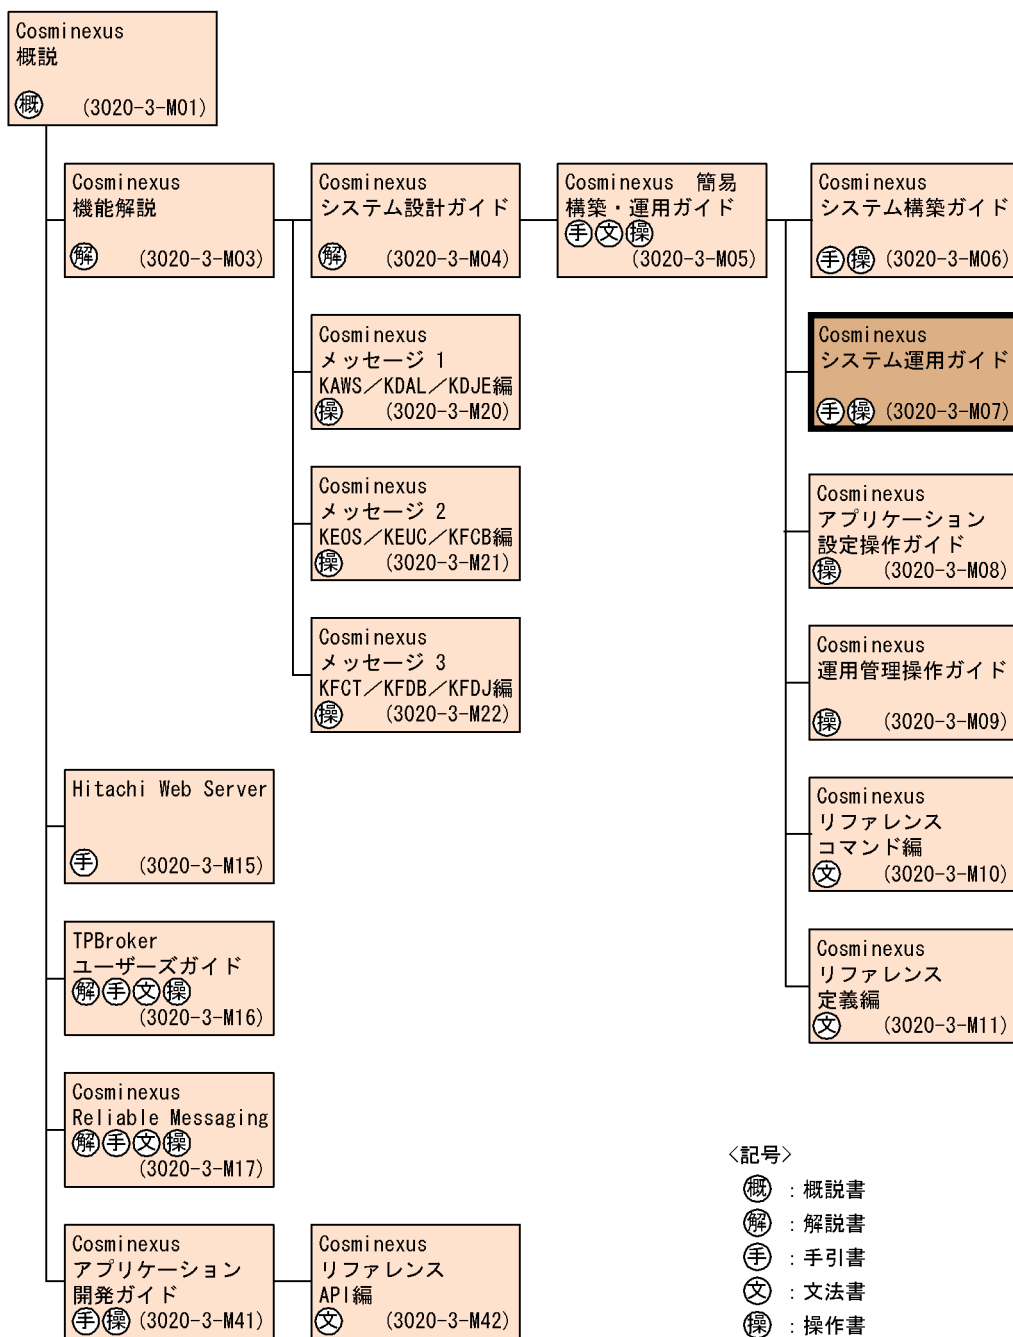 Cosminexus
概説
概 (3020-3-M01)
Cosminexus
機能解説
解 (3020-3-M03)
Cosminexus
システム設計ガイド
解 (3020-3-M04)
Cosminexus 簡易
構築・運用ガイド
手文操
(3020-3-M05)
Cosminexus
システム構築ガイド
手操 (3020-3-M06)
Cosminexus
メッセージ 1
KAWS／KDAL／KDJE編
操 (3020-3-M20)
Cosminexus
システム運用ガイド
手操 (3020-3-M07)
Cosminexus
メッセージ 2
KEOS／KEUC／KFCB編
操 (3020-3-M21)
Cosminexus
アプリケーション
設定操作ガイド
操 (3020-3-M08)
Cosminexus
メッセージ 3
KFCT／KFDB／KFDJ編
操 (3020-3-M22)
Cosminexus
運用管理操作ガイド
操 (3020-3-M09)
Hitachi Web Server
手 (3020-3-M15)
Cosminexus
リファレンス
コマンド編
文 (3020-3-M10)
TPBroker
ユーザーズガイド
解手文操
(3020-3-M16)
Cosminexus
リファレンス
定義編
文 (3020-3-M11)
Cosminexus
Reliable Messaging
解手文操
(3020-3-M17)
Cosminexus
アプリケーション
開発ガイド
手操 (3020-3-M41)
Cosminexus
リファレンス
API編
文 (3020-3-M42)
〈記号〉
概 : 概説書
解 : 解説書
手 : 手引書
文 : 文法書
操 : 操作書